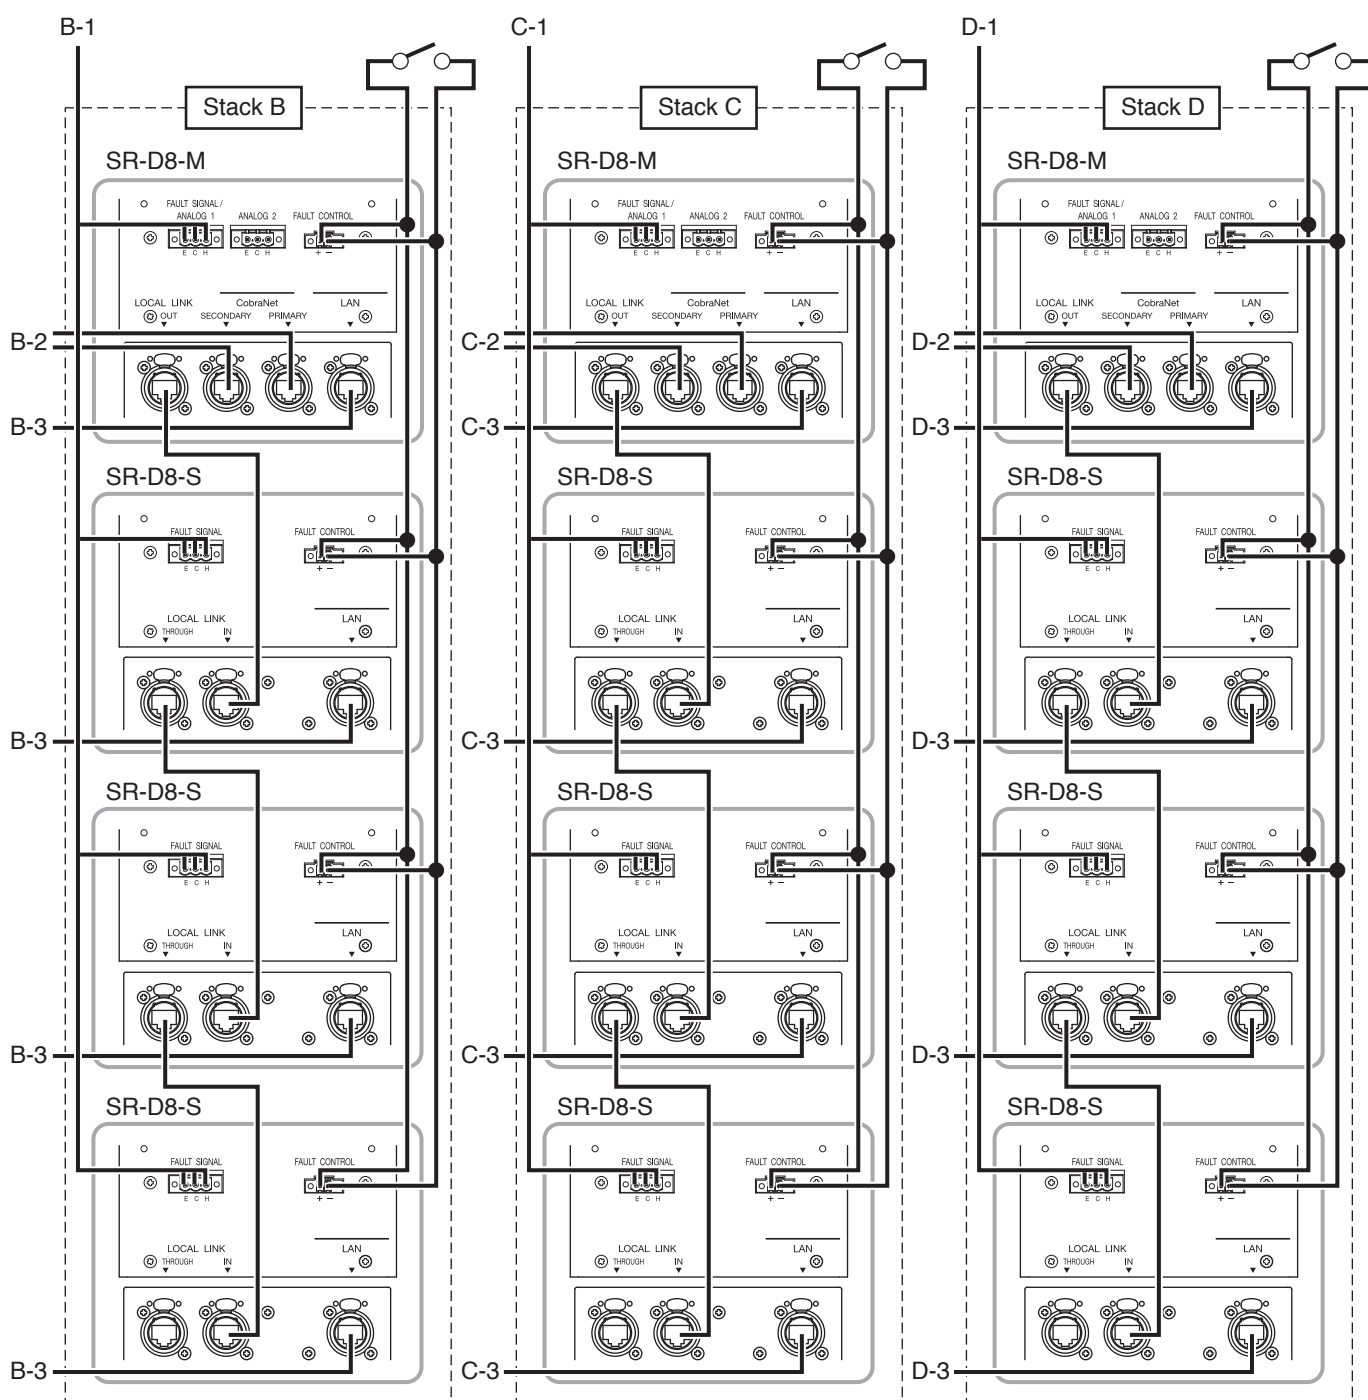 B-1 C-1 D-1
Stack B Stack C Stack D
SR-D8-M SR-D8-M SR-D8-M
FAULT SIGNAL / FAULT SIGNAL / FAULT SIGNAL /
ANALOG 1 ANALOG 2 FAULT CONTROL ANALOG 1 ANALOG 2 FAULT CONTROL ANALOG 1 ANALOG 2 FAULT CONTROL
E C H E C H + − E C H E C H + − E C H E C H + −
LOCAL LINK CobraNet LAN LOCAL LINK CobraNet LAN LOCAL LINK CobraNet LAN
OUT SECONDARY PRIMARY OUT SECONDARY PRIMARY OUT SECONDARY PRIMARY
B-2 C-2 D-2
B-3 C-3 D-3
SR-D8-S SR-D8-S SR-D8-S
FAULT SIGNAL FAULT CONTROL FAULT SIGNAL FAULT CONTROL FAULT SIGNAL FAULT CONTROL
E C H + − E C H + − E C H + −
LOCAL LINK LAN LOCAL LINK LAN LOCAL LINK LAN
THROUGH IN THROUGH IN THROUGH IN
B-3 C-3 D-3
SR-D8-S SR-D8-S SR-D8-S
FAULT SIGNAL FAULT CONTROL FAULT SIGNAL FAULT CONTROL FAULT SIGNAL FAULT CONTROL
E C H + − E C H + − E C H + −
LOCAL LINK LAN LOCAL LINK LAN LOCAL LINK LAN
THROUGH IN THROUGH IN THROUGH IN
B-3 C-3 D-3
SR-D8-S SR-D8-S SR-D8-S
FAULT SIGNAL FAULT CONTROL FAULT SIGNAL FAULT CONTROL FAULT SIGNAL FAULT CONTROL
E C H + − E C H + − E C H + −
LOCAL LINK LAN LOCAL LINK LAN LOCAL LINK LAN
THROUGH IN THROUGH IN THROUGH IN
B-3 C-3 D-3